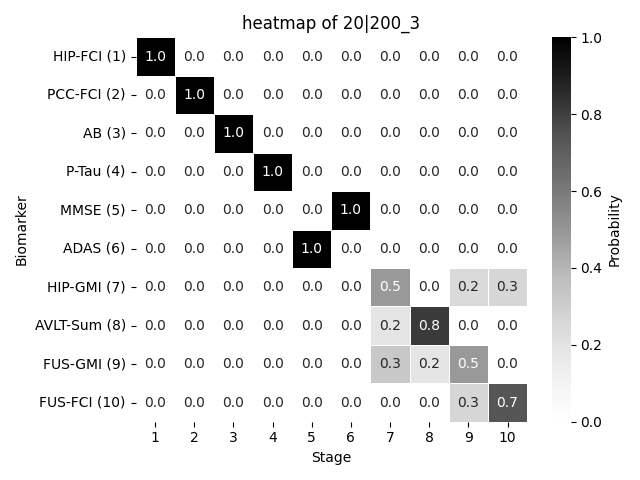 heatmap of 20|200_3
HIP-FCI (1) 1.0 0.0 0.0 0.0 0.0 0.0 0.0 0.0 0.0 0.0
PCC-FCI (2) 0.0 1.0 0.0 0.0 0.0 0.0 0.0 0.0 0.0 0.0
AB (3) 0.0 0.0 1.0 0.0 0.0 0.0 0.0 0.0 0.0 0.0
P-Tau (4) 0.0 0.0 0.0 1.0 0.0 0.0 0.0 0.0 0.0 0.0
MMSE (5) 0.0 0.0 0.0 0.0 0.0 1.0 0.0 0.0 0.0 0.0
ADAS (6) 0.0 0.0 0.0 0.0 1.0 0.0 0.0 0.0 0.0 0.0
HIP-GMI (7) 0.0 0.0 0.0 0.0 0.0 0.0 0.5 0.0 0.2 0.3
AVLT-Sum (8) 0.0 0.0 0.0 0.0 0.0 0.0 0.2 0.8 0.0 0.0
FUS-GMI (9) 0.0 0.0 0.0 0.0 0.0 0.0 0.3 0.2 0.5 0.0
FUS-FCI (10) 0.0 0.0 0.0 0.0 0.0 0.0 0.0 0.0 0.3 0.7
1 2 3 4 5 6 7 8 9 10
Stage
Biomarker
1.0
0.8
0.6
0.4
0.2
0.0
Probability